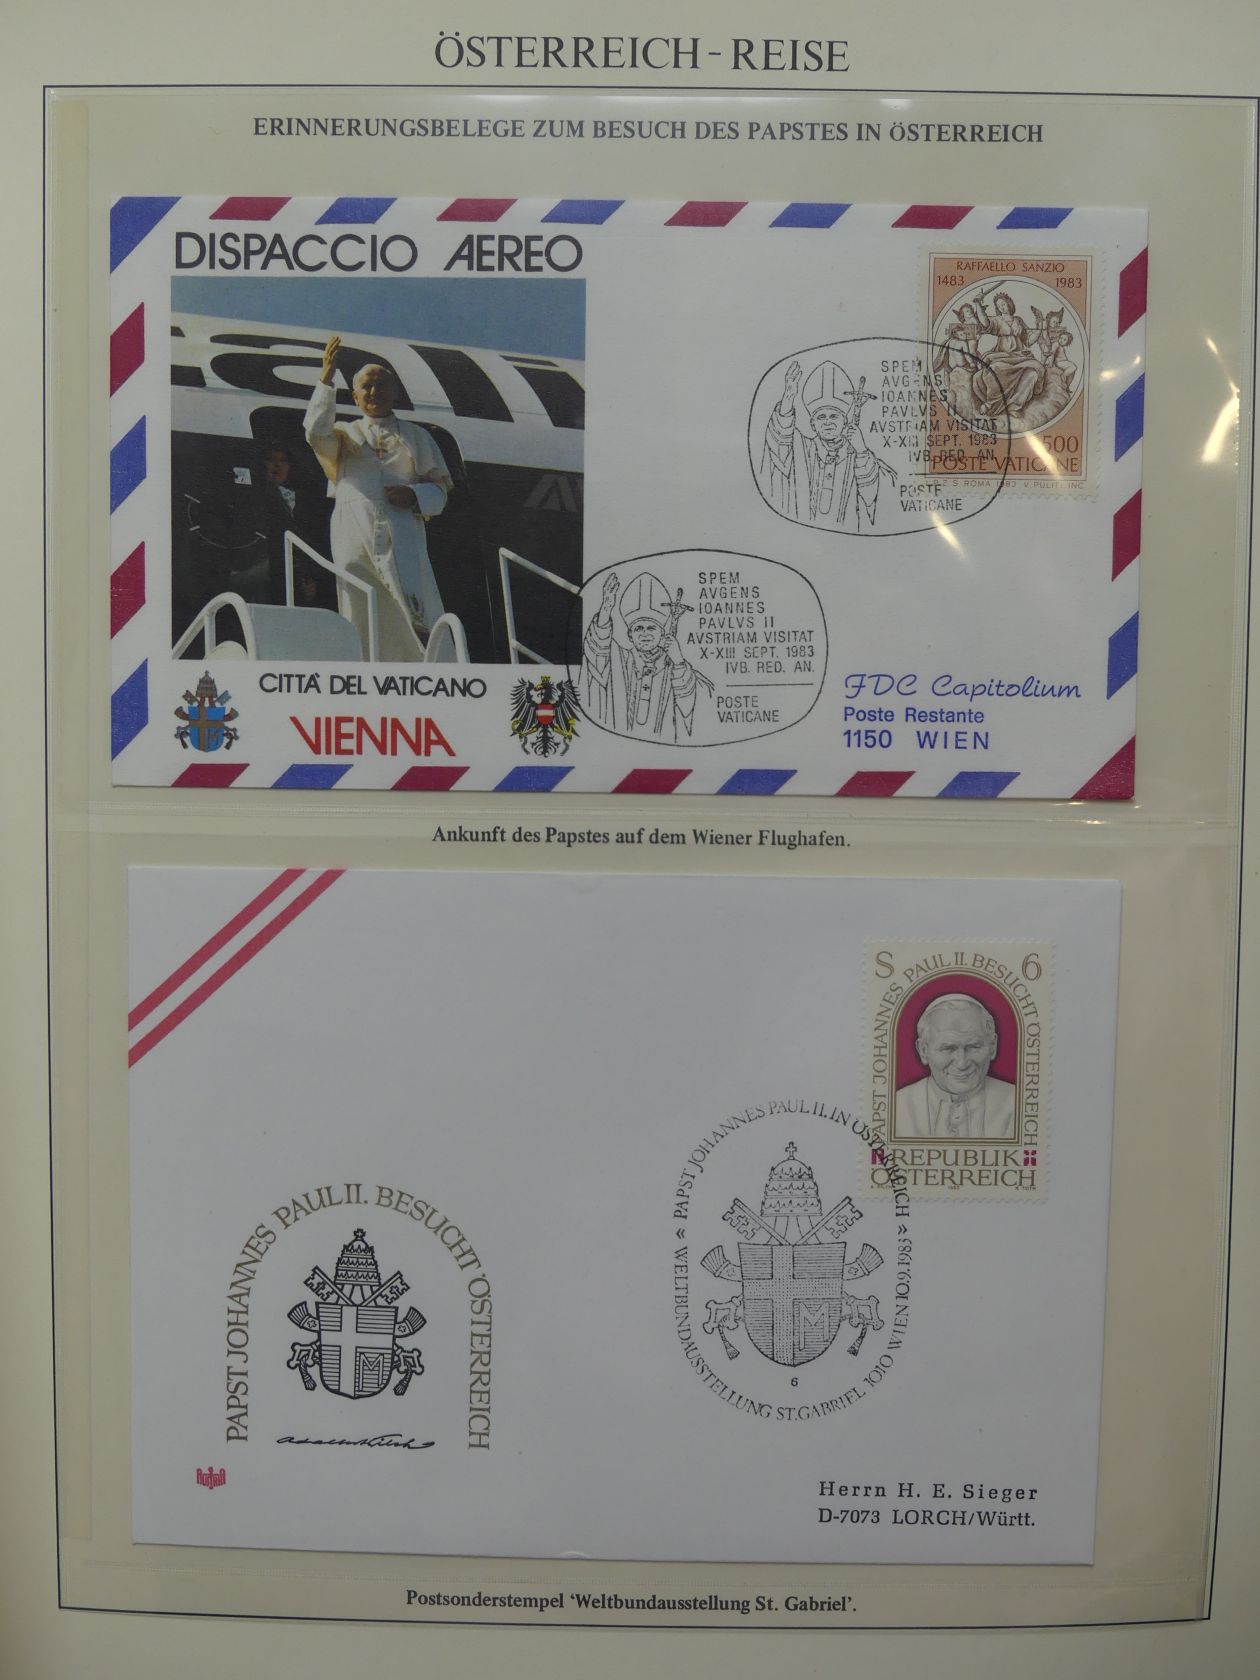 ÖSTERREICH - REISE
ERINNERUNGSBELEGE ZUM BESUCH DES PAPSTES IN ÖSTERREICH
DISPACCIO AEREO
RAFFAELLO SANZIO
1483 1983
500
POSTE VATICANE
I.P.Z.S. ROMA 1983 V. PULITI INC.
SPEM
AVGENS
IOANNES
PAVLVS II
AVSTRIAM VISITAT
X-XIII SEPT. 1983
IVB. RED. AN.
POSTE
VATICANE
SPEM
AVGENS
IOANNES
PAVLVS II
AVSTRIAM VISITAT
X-XIII SEPT. 1983
IVB. RED. AN.
POSTE
VATICANE
CITTÀ DEL VATICANO
VIENNA
FDC Capitolium
Poste Restante
1150 WIEN
Ankunft des Papstes auf dem Wiener Flughafen.
S 6
PAPST JOHANNES PAUL II. BESUCHT ÖSTERREICH
REPUBLIK
ÖSTERREICH
PAPST JOHANNES PAUL II. IN ÖSTERREICH
WELTBUNDAUSSTELLUNG ST. GABRIEL 1010 WIEN 10.9.1983
M
6
PAPST JOHANNES PAUL II. BESUCHT ÖSTERREICH
M
AUSTRIA
Herrn H. E. Sieger
D-7073 LORCH/Württ.
Postsonderstempel 'Weltbundausstellung St. Gabriel'.